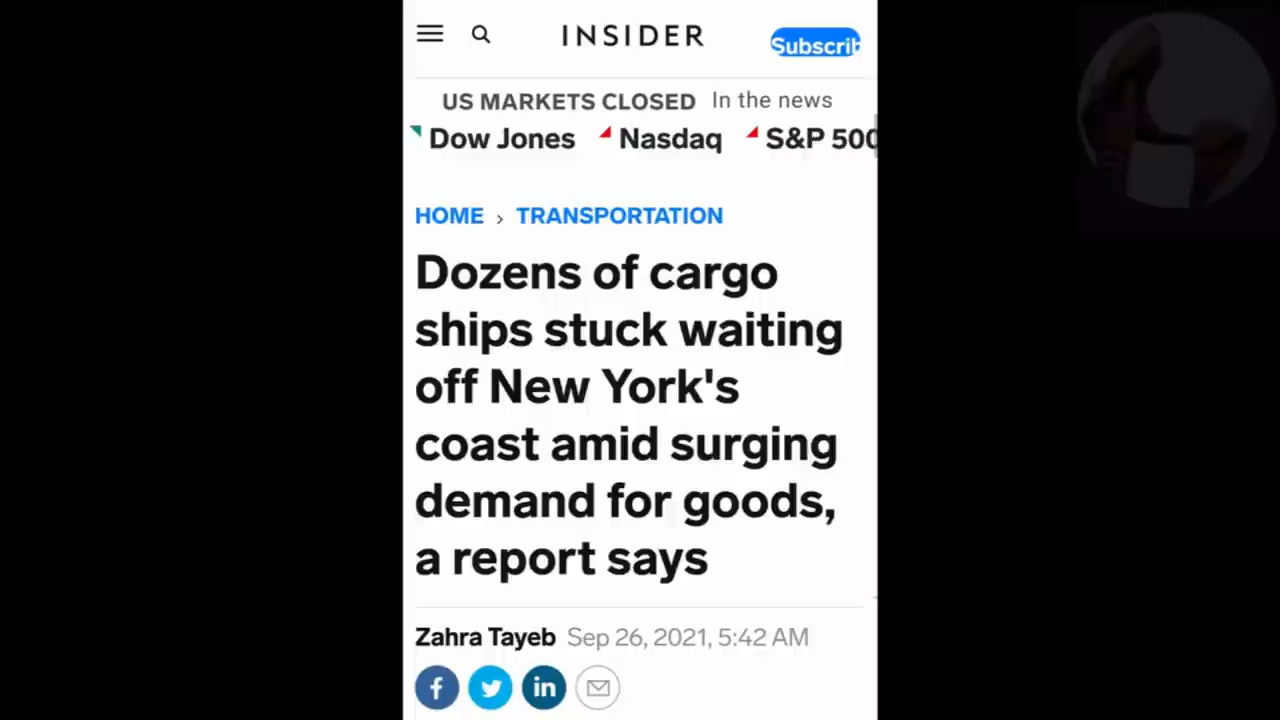 INSIDER
Subscrib
US MARKETS CLOSED In the news
Dow Jones Nasdaq S&P 500
HOME > TRANSPORTATION
Dozens of cargo
ships stuck waiting
off New York's
coast amid surging
demand for goods,
a report says
Zahra Tayeb Sep 26, 2021, 5:42 AM